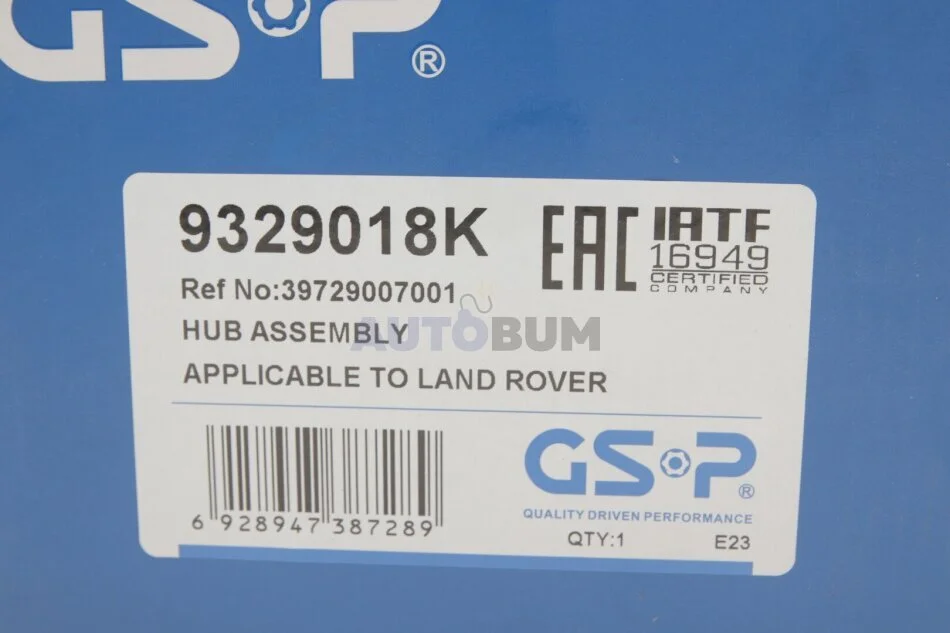 GSP®
9329018K
EAC
IATF
16949
CERTIFIED
COMPANY
Ref No:39729007001
HUB ASSEMBLY
AUTOBUM
APPLICABLE TO LAND ROVER
6 928947 387289
GSP®
QUALITY DRIVEN PERFORMANCE
QTY:1 E23